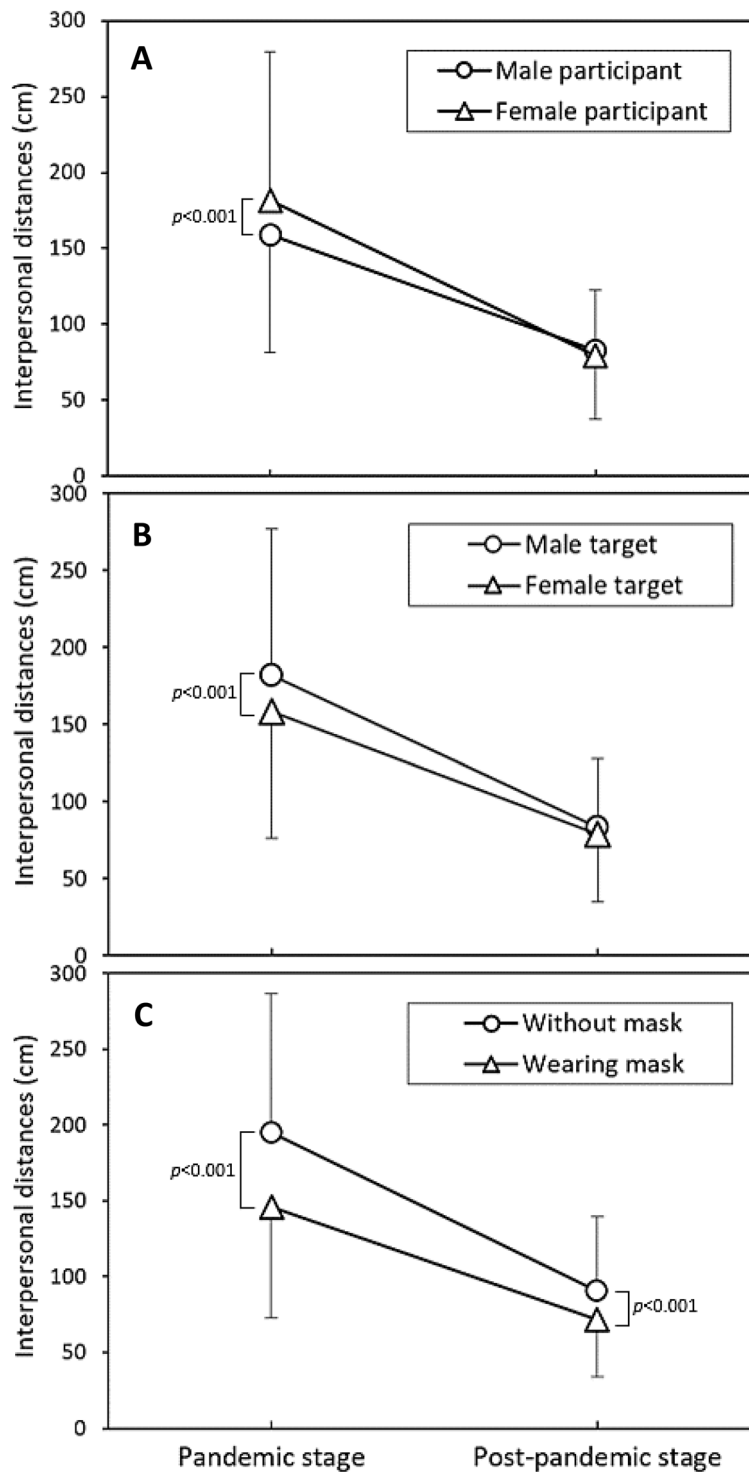 A
Male participant
Female participant
Interpersonal distances (cm)
300
250
200
150
100
50
0
p<0.001
B
Male target
Female target
Interpersonal distances (cm)
300
250
200
150
100
50
0
p<0.001
C
Without mask
Wearing mask
Interpersonal distances (cm)
300
250
200
150
100
50
0
p<0.001
p<0.001
Pandemic stage
Post-pandemic stage